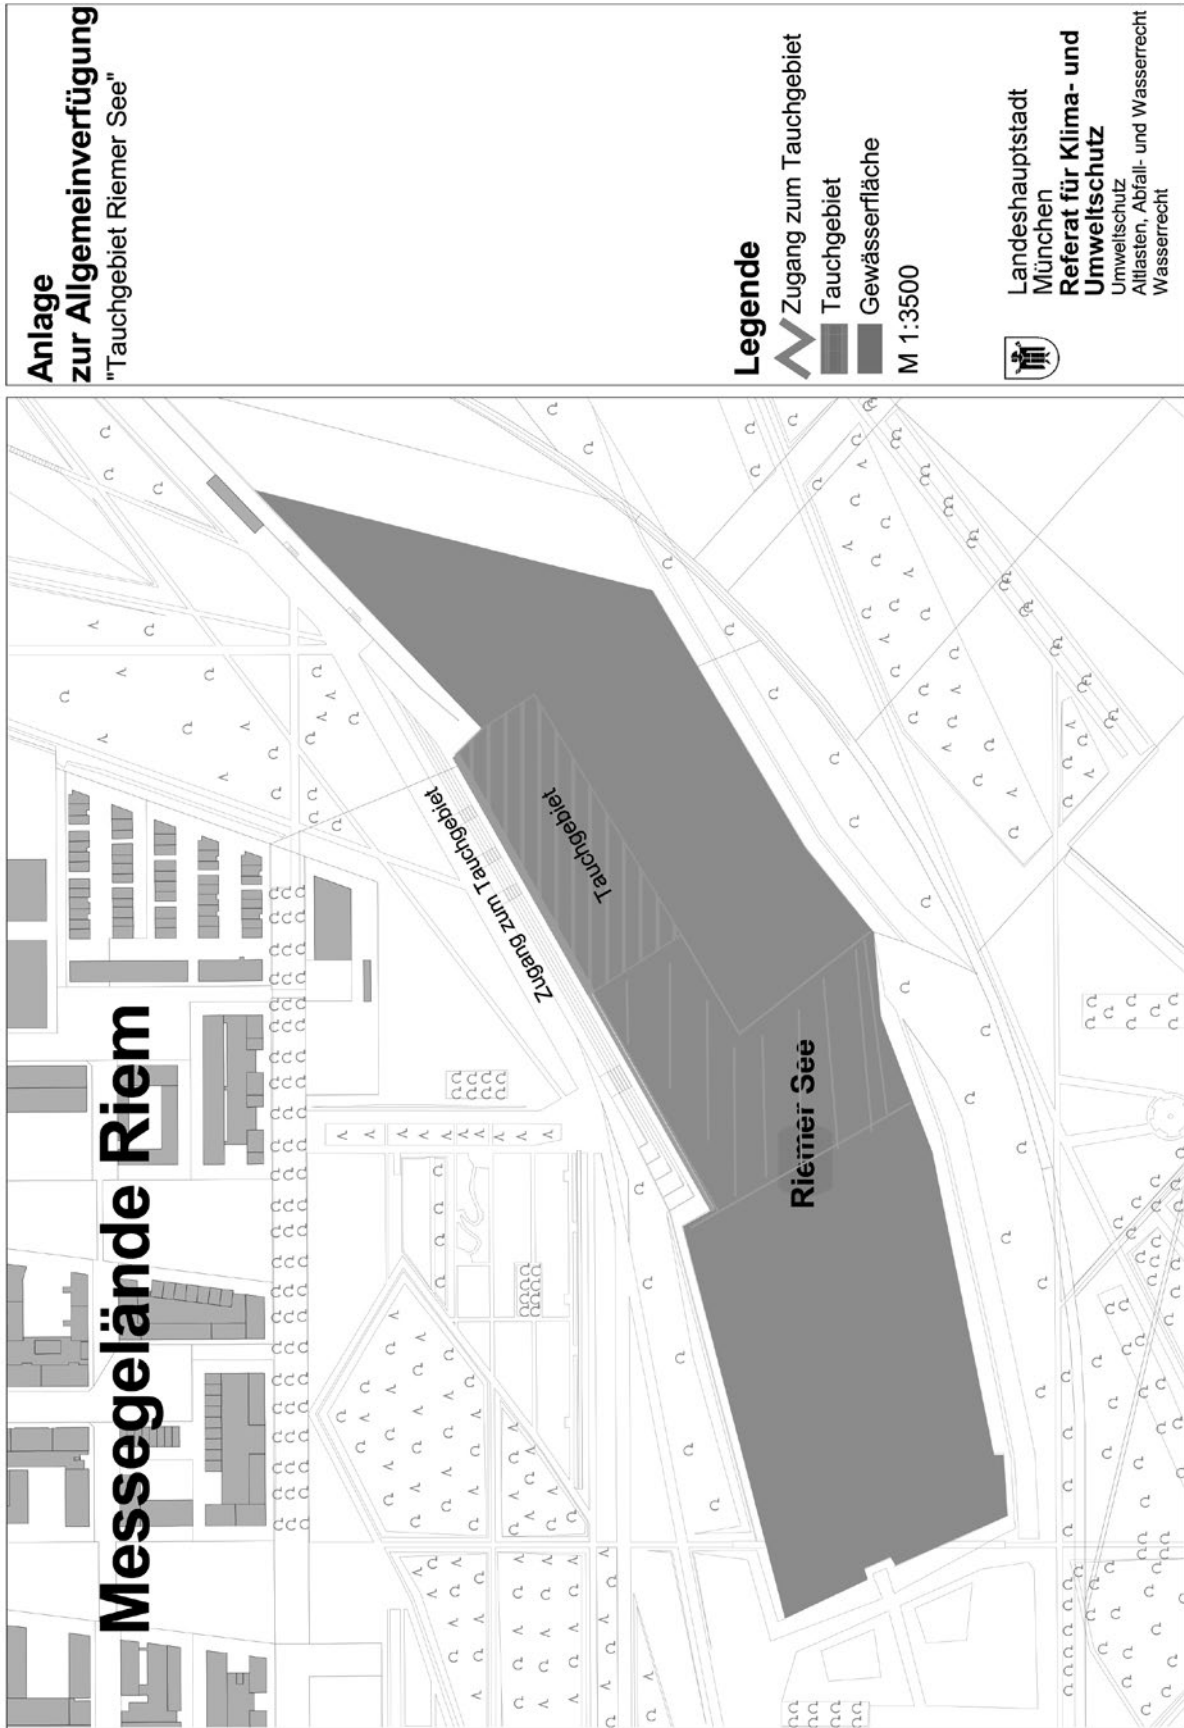 Anlage
zur Allgemeinverfügung
"Tauchgebiet Riemer See"
Messegelände Riem
Zugang zum Tauchgebiet
Tauchgebiet
Riemer See
Legende
Zugang zum Tauchgebiet
Tauchgebiet
Gewässerfläche
M 1:3500
Landeshauptstadt
München
Referat für Klima- und
Umweltschutz
Umweltschutz
Altlasten, Abfall- und Wasserrecht
Wasserrecht